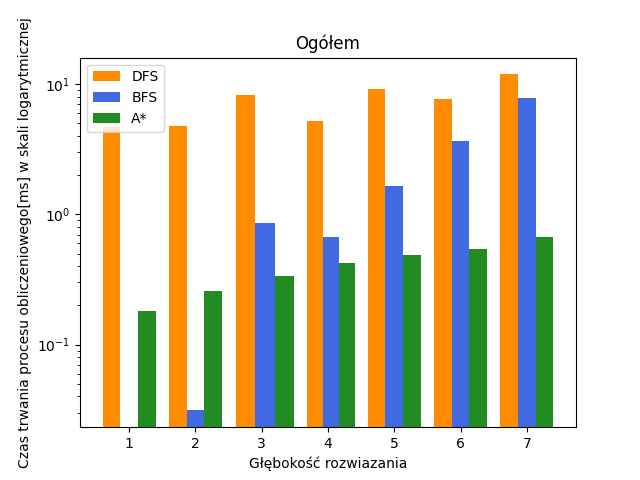 Ogółem
Czas trwania procesu obliczeniowego[ms] w skali logarytmicznej
DFS
BFS
A*
10¹
10⁰
10⁻¹
1 2 3 4 5 6 7
Głębokość rozwiazania